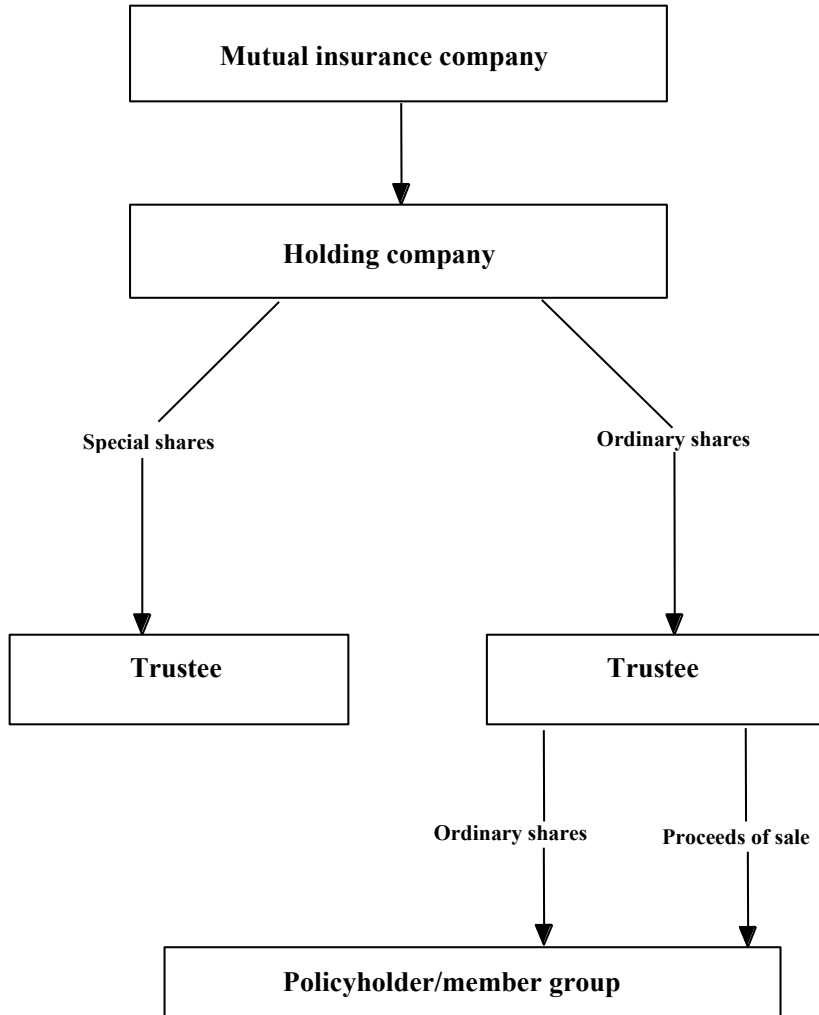 Mutual insurance company
Holding company
Special shares
Ordinary shares
Trustee
Trustee
Ordinary shares
Proceeds of sale
Policyholder/member group